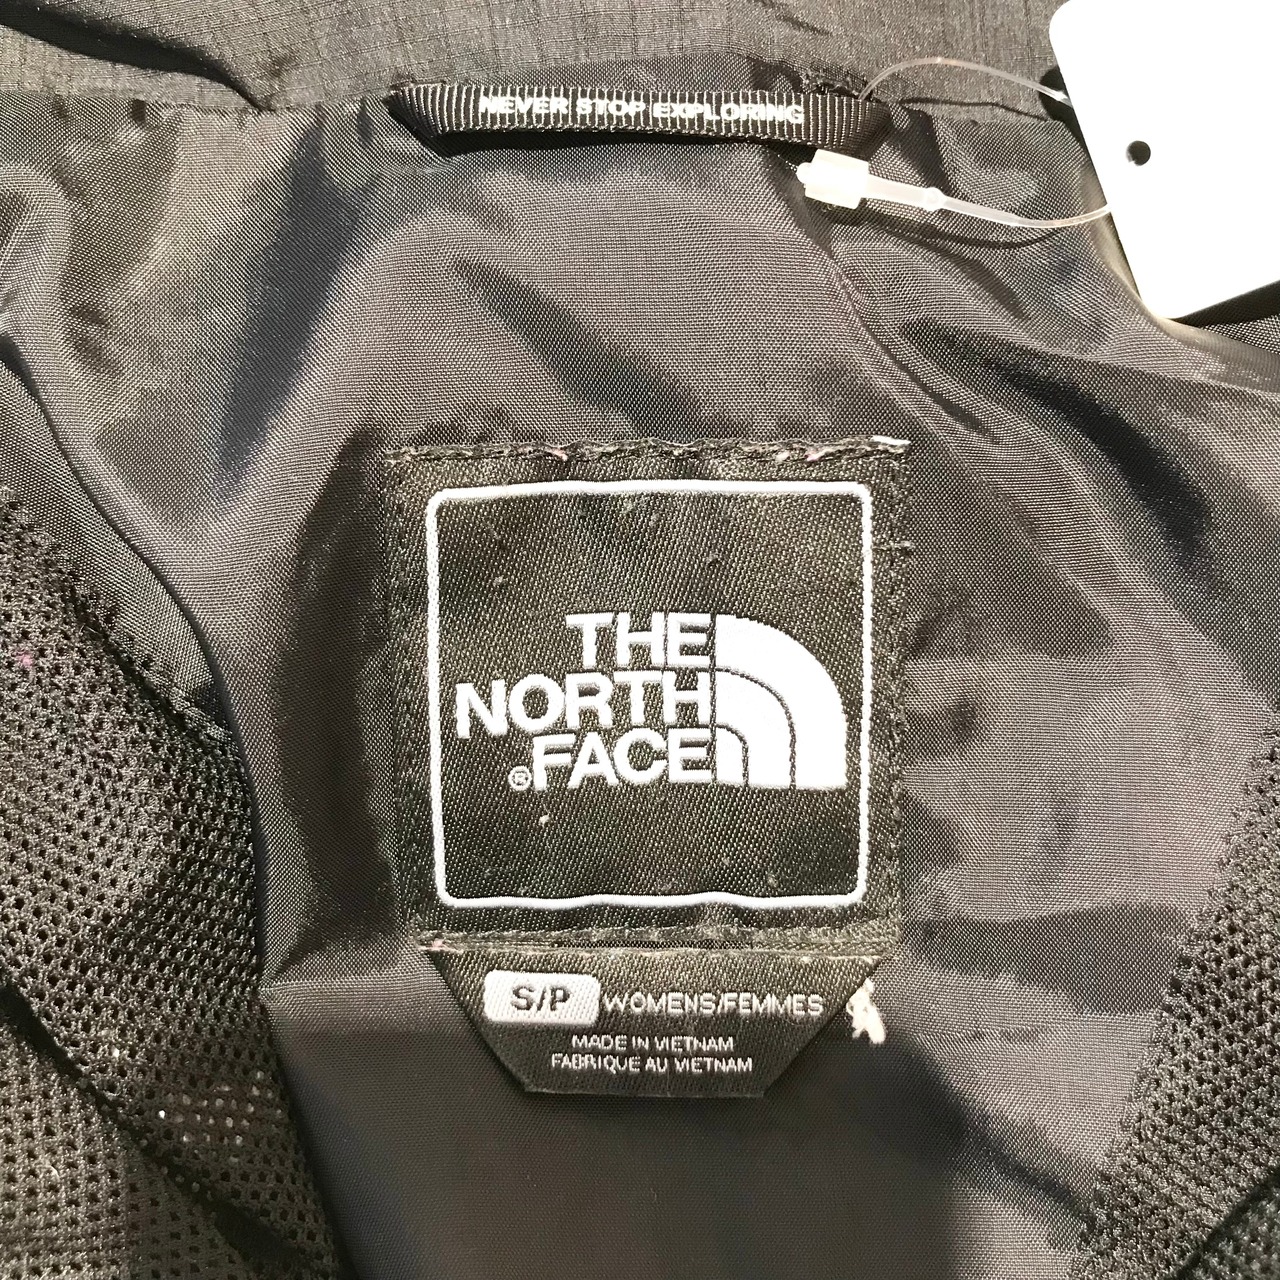 NEVER STOP EXPLORING
THE
NORTH
®FACE
S/P WOMENS/FEMMES
MADE IN VIETNAM
FABRIQUE AU VIETNAM